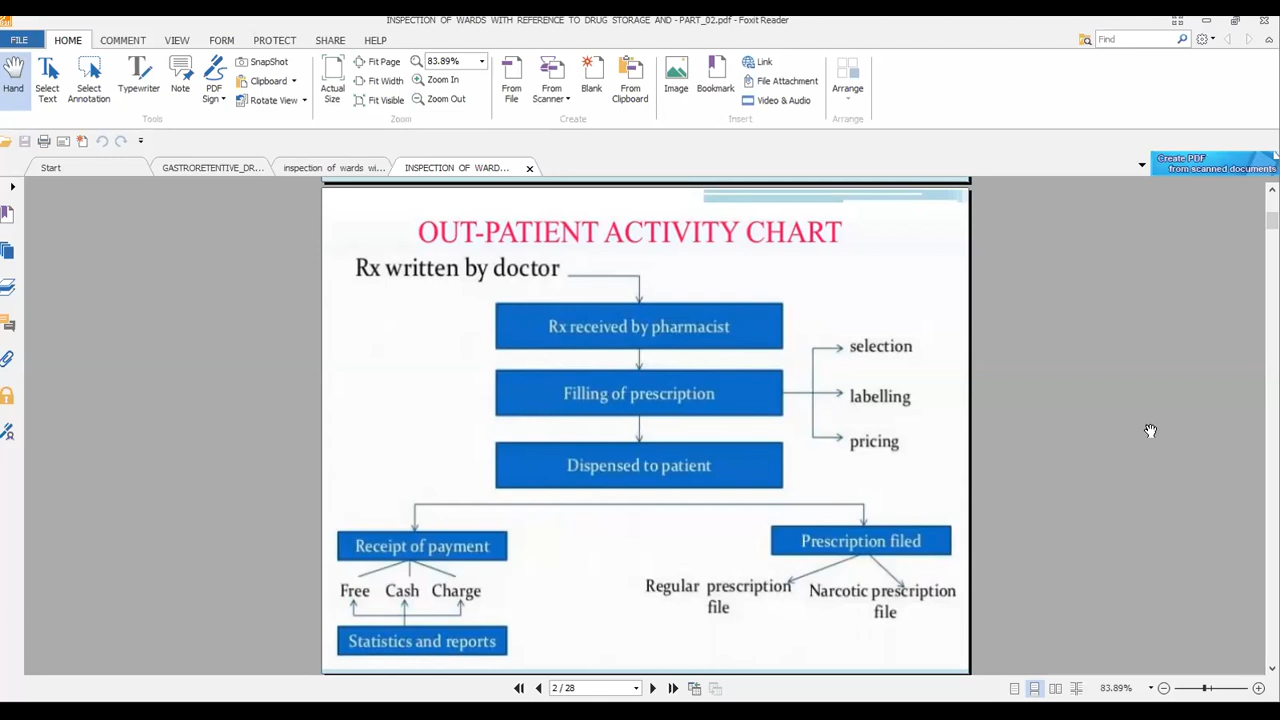 INSPECTION OF WARDS WITH REFERENCE TO DRUG STORAGE AND - PART_02.pdf - Foxit Reader
FILE HOME COMMENT VIEW FORM PROTECT SHARE HELP Find
Hand
Select Text
Select Annotation
Typewriter
Note
PDF Sign
SnapShot
Clipboard
Rotate View
Tools
Actual Size
Fit Page
Fit Width
Fit Visible
83.89%
Zoom In
Zoom Out
Zoom
From File
From Scanner
Blank
From Clipboard
Create
Image
Bookmark
Link
File Attachment
Video & Audio
Insert
Arrange
Arrange
Start GASTRORETENTIVE_DR... inspection of wards wi... INSPECTION OF WARD...
Create PDF
from scanned documents
OUT-PATIENT ACTIVITY CHART
Rx written by doctor
Rx received by pharmacist
Filling of prescription
selection
labelling
pricing
Dispensed to patient
Receipt of payment
Free Cash Charge
Statistics and reports
Prescription filed
Regular prescription
file
Narcotic prescription
file
2 / 28
83.89%